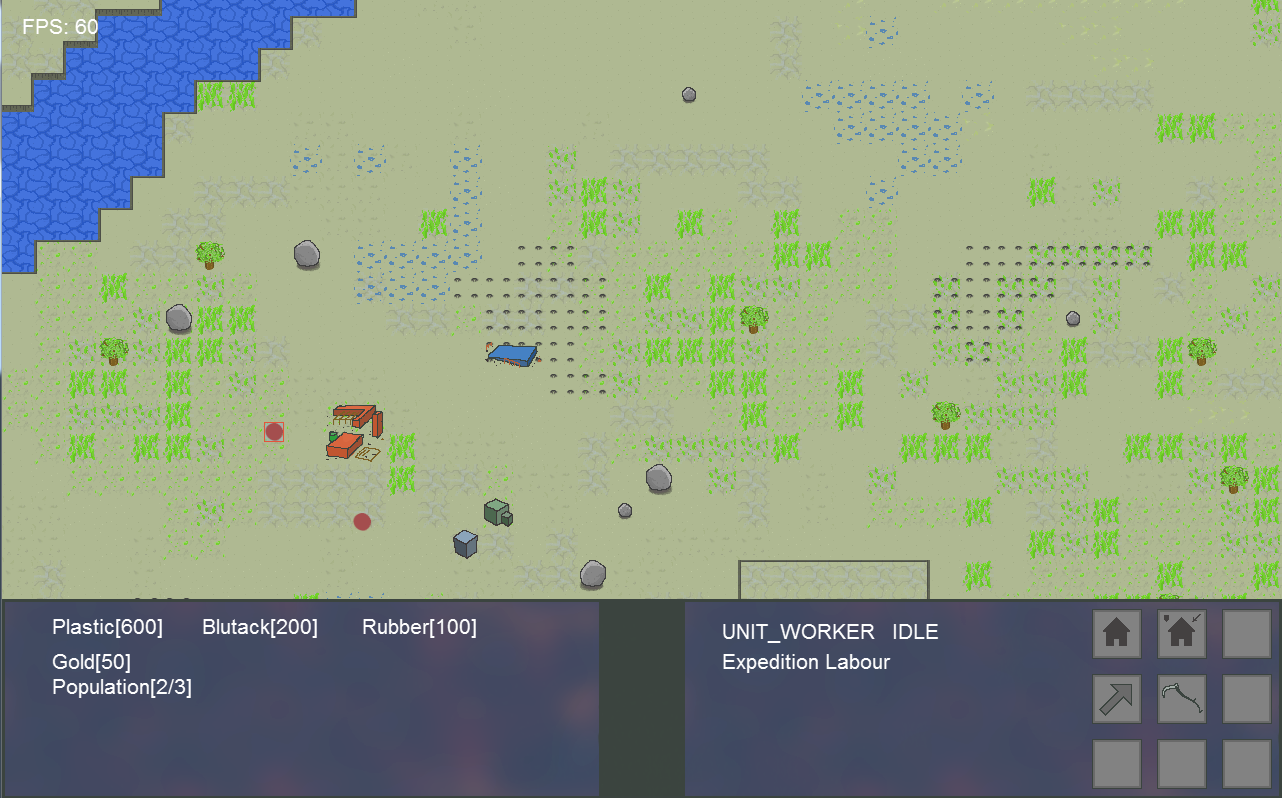 FPS: 60
Plastic[600] Blutack[200] Rubber[100]
Gold[50]
Population[2/3]
UNIT_WORKER IDLE
Expedition Labour